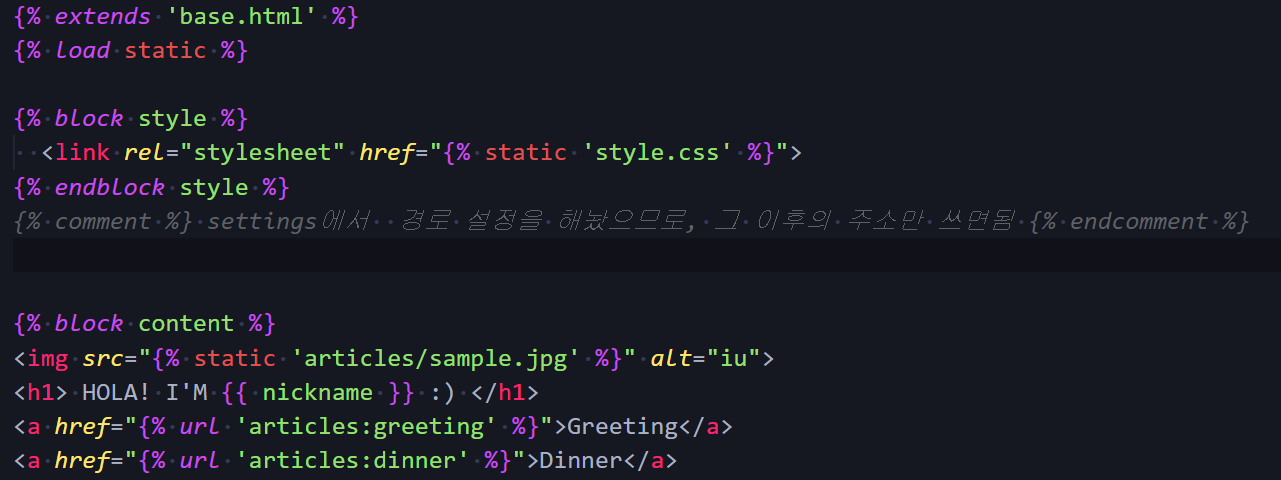 {% extends 'base.html' %}
{% load static %}
{% block style %}
<link rel="stylesheet" href="{% static 'style.css' %}">
{% endblock style %}
{% comment %} settings에서  경로 설정을 해놨으므로, 그 이후의 주소만 쓰면됨 {% endcomment %}
{% block content %}
<img src="{% static 'articles/sample.jpg' %}" alt="iu">
<h1> HOLA! I'M {{ nickname }} :) </h1>
<a href="{% url 'articles:greeting' %}">Greeting</a>
<a href="{% url 'articles:dinner' %}">Dinner</a>